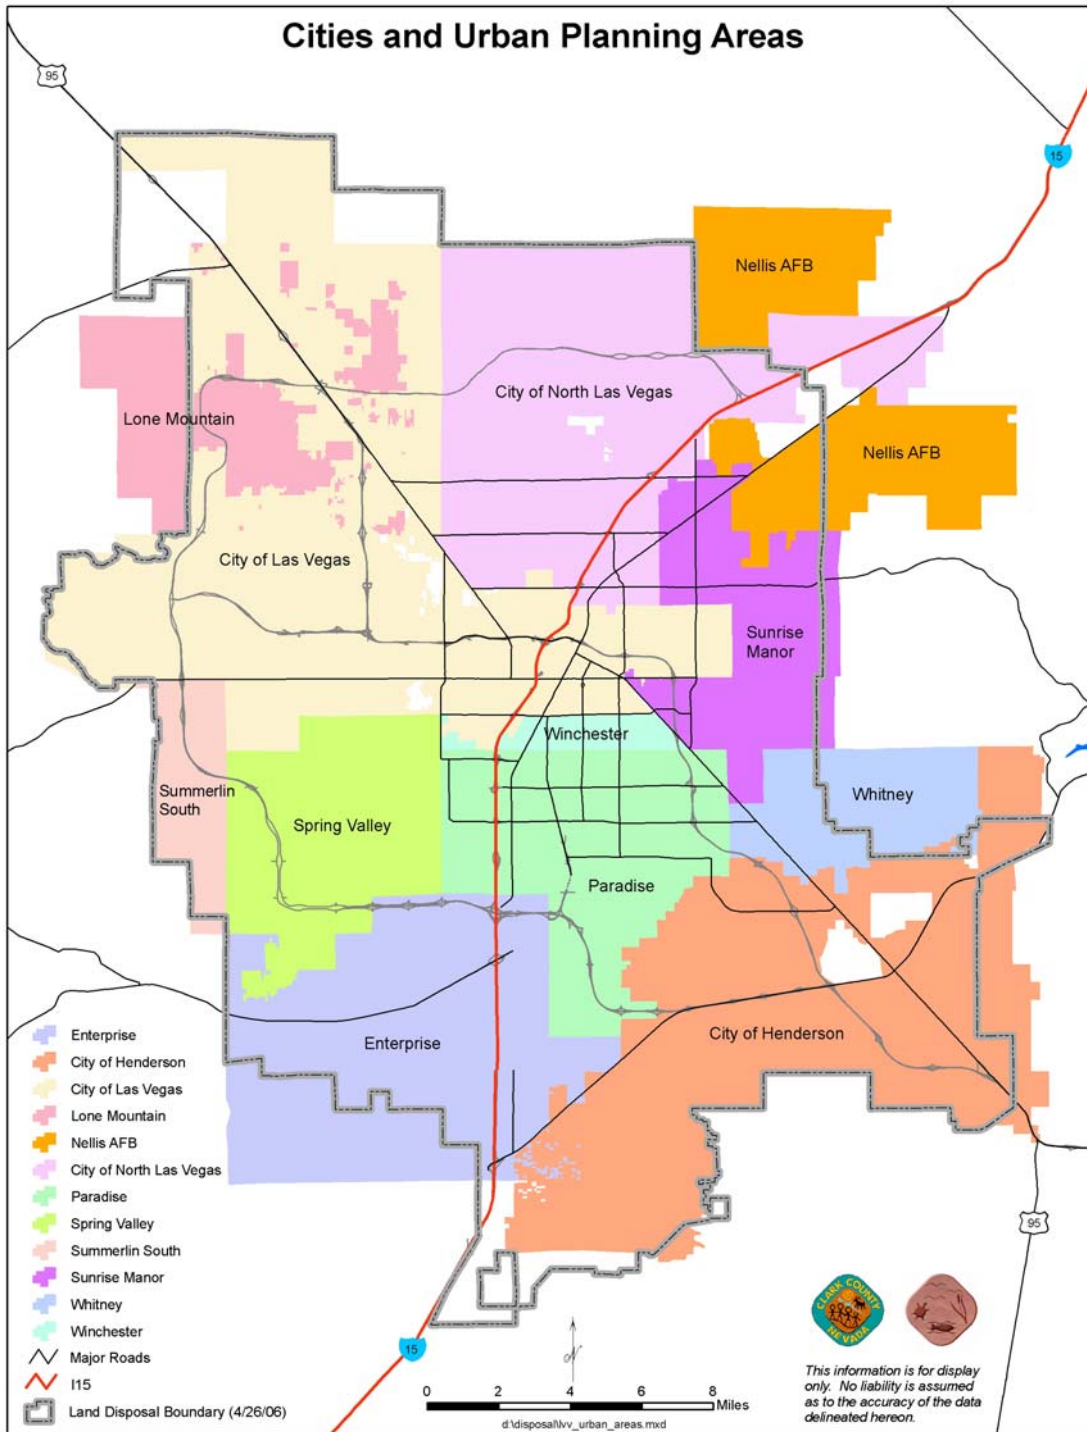 Cities and Urban Planning Areas
95
15
Nellis AFB
City of North Las Vegas
Lone Mountain
Nellis AFB
City of Las Vegas
Sunrise
Manor
Winchester
Summerlin
South
Whitney
Spring Valley
Paradise
City of Henderson
Enterprise
Enterprise
City of Henderson
City of Las Vegas
Lone Mountain
Nellis AFB
City of North Las Vegas
Paradise
Spring Valley
Summerlin South
Sunrise Manor
Whitney
Winchester
Major Roads
I15
Land Disposal Boundary (4/26/06)
95
15
N
0 2 4 6 8 Miles
d:\disposal\lvv_urban_areas.mxd
CLARK COUNTY
NEVADA
This information is for display
only. No liability is assumed
as to the accuracy of the data
delineated hereon.